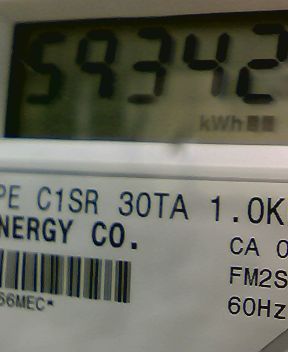 59342
kWh
PE C1SR 30TA 1.0K
NERGY CO.
CA 0
FM2S
60Hz
56MEC*